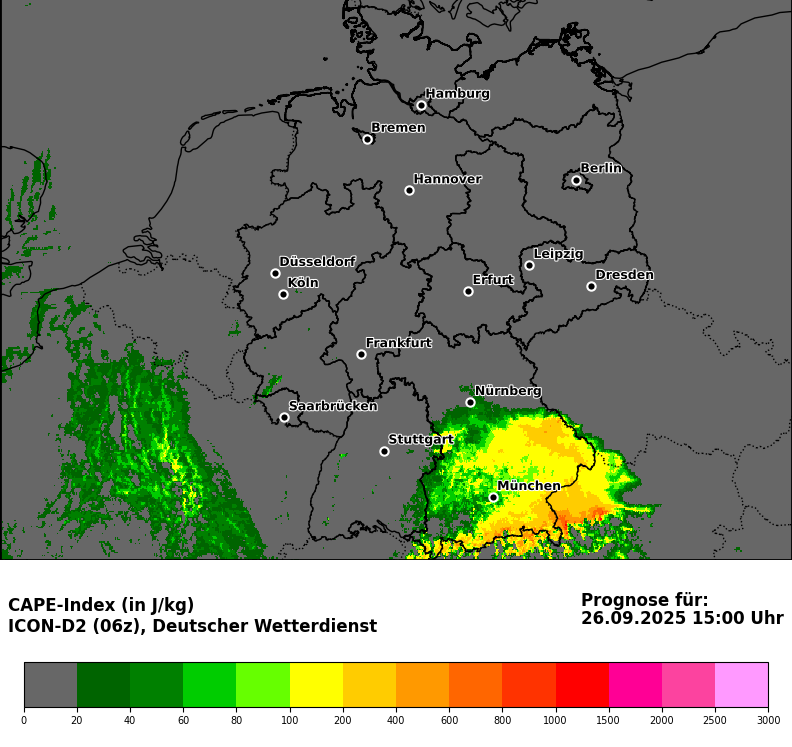 Hamburg
Bremen
Berlin
Hannover
Leipzig
Düsseldorf
Dresden
Köln
Erfurt
Frankfurt
Nürnberg
Saarbrücken
Stuttgart
München
CAPE-Index (in J/kg)
ICON-D2 (06z), Deutscher Wetterdienst
Prognose für:
26.09.2025 15:00 Uhr
0 20 40 60 80 100 200 400 600 800 1000 1500 2000 2500 3000